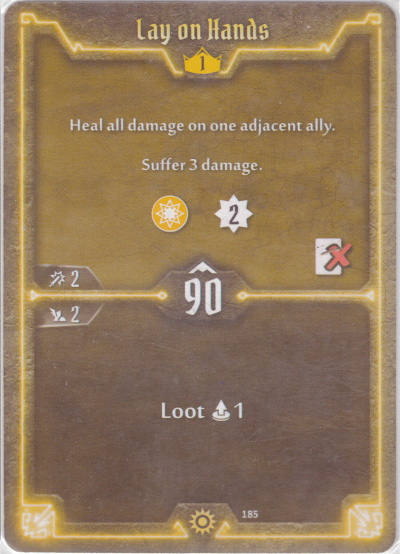 Lay on Hands
1
Heal all damage on one adjacent ally.
Suffer 3 damage.
2
2
90
2
Loot 1
185